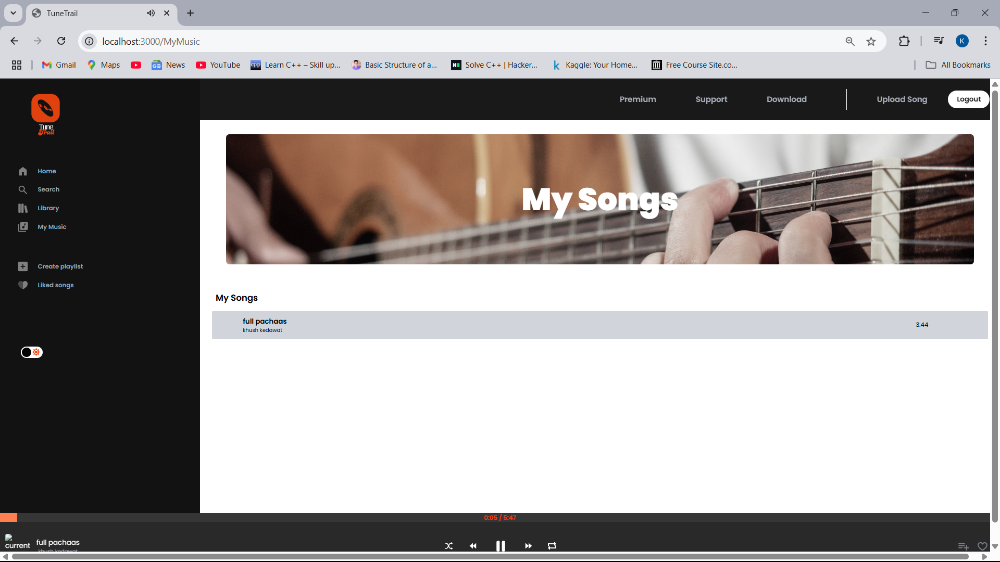 TuneTrail
localhost:3000/MyMusic
K
Gmail
Maps
News
YouTube
Learn C++ – Skill up...
Basic Structure of a...
Solve C++ | Hacker...
Kaggle: Your Home...
Free Course Site.co...
All Bookmarks
Tune
Trail
Premium
Support
Download
Upload Song
Logout
Home
Search
Library
My Music
Create playlist
Liked songs
My Songs
My Songs
full pachaas
khush kedawat
3:44
0:05 / 5:47
current
full pachaas
khush kedawat